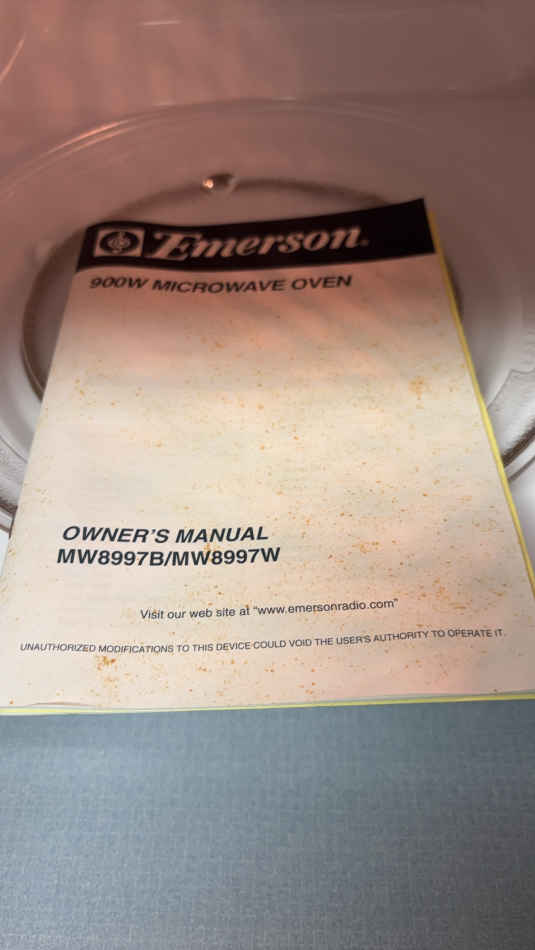 Emerson®
900W MICROWAVE OVEN
OWNER'S MANUAL
MW8997B/MW8997W
Visit our web site at "www.emersonradio.com"
UNAUTHORIZED MODIFICATIONS TO THIS DEVICE COULD VOID THE USER'S AUTHORITY TO OPERATE IT.